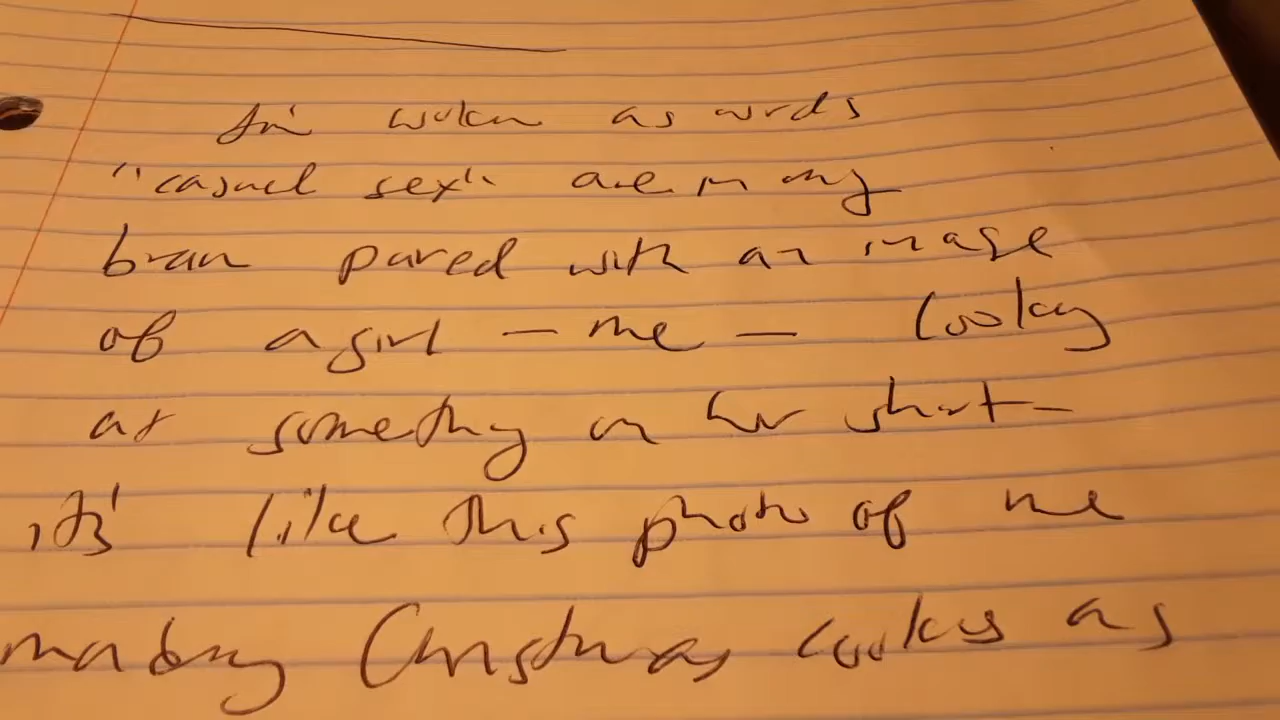 I'm woken as words
"casual sex" are in my
brain paired with an image
of a girl — me — looking
at something on her shirt —
it's like this photo of me
making Christmas cookies as